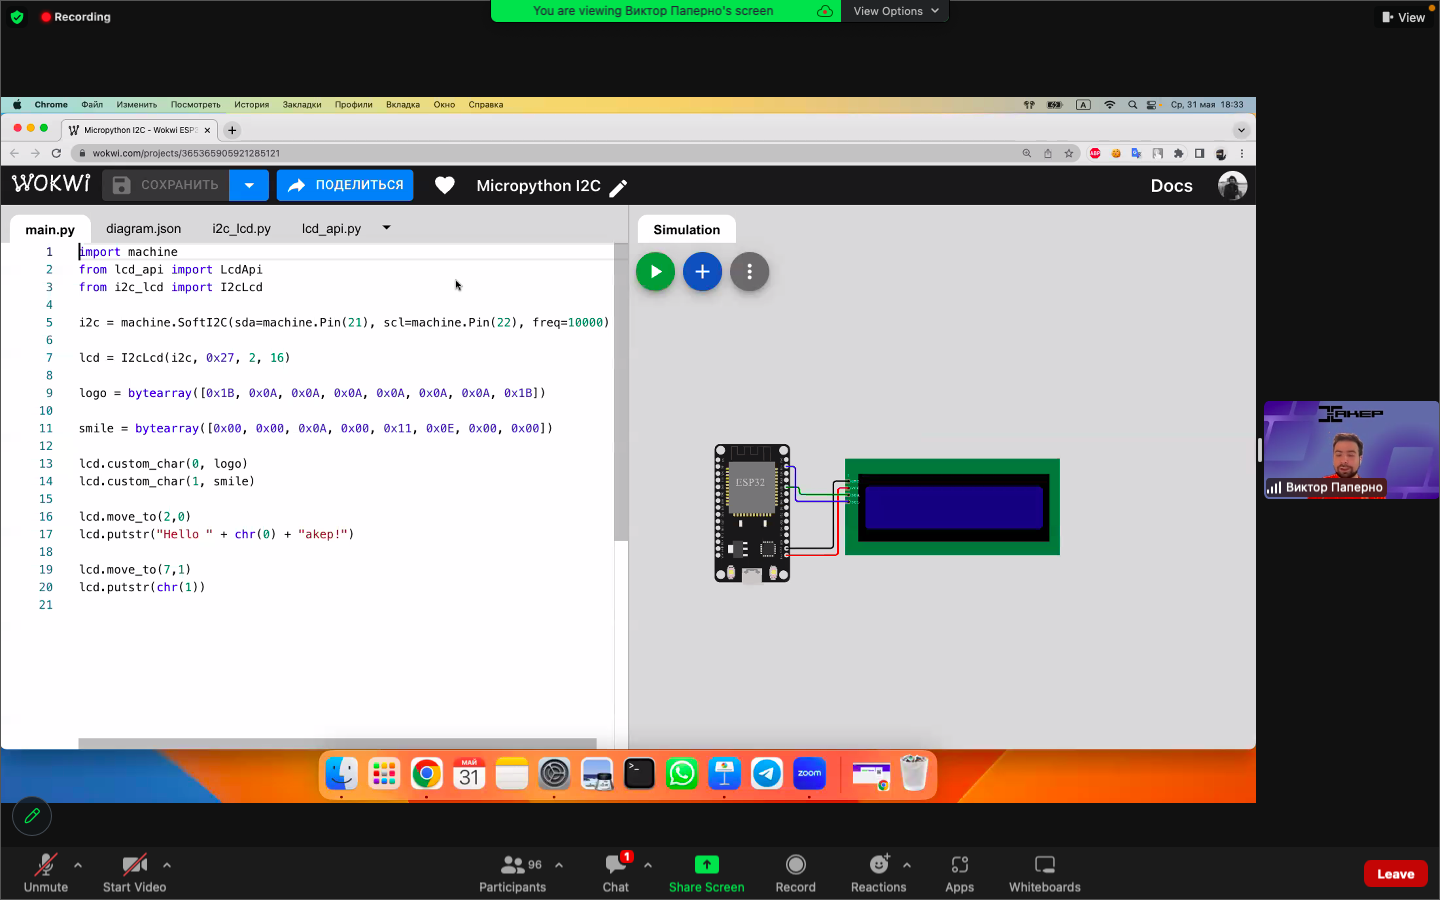 Recording
You are viewing Виктор Паперно's screen
View Options
View
Chrome Файл Изменить Посмотреть История Закладки Профили Вкладка Окно Справка
A
Ср, 31 мая 18:33
Micropython I2C - Wokwi ESP
wokwi.com/projects/365365905921285121
ABP
WOKWI
СОХРАНИТЬ
ПОДЕЛИТЬСЯ
Micropython I2C
Docs
main.py
diagram.json
i2c_lcd.py
lcd_api.py
Simulation
1 import machine
2 from lcd_api import LcdApi
3 from i2c_lcd import I2cLcd
4
5 i2c = machine.SoftI2C(sda=machine.Pin(21), scl=machine.Pin(22), freq=10000)
6
7 lcd = I2cLcd(i2c, 0x27, 2, 16)
8
9 logo = bytearray([0x1B, 0x0A, 0x0A, 0x0A, 0x0A, 0x0A, 0x0A, 0x1B])
10
11 smile = bytearray([0x00, 0x00, 0x0A, 0x00, 0x11, 0x0E, 0x00, 0x00])
12
13 lcd.custom_char(0, logo)
14 lcd.custom_char(1, smile)
15
16 lcd.move_to(2,0)
17 lcd.putstr("Hello " + chr(0) + "akep!")
18
19 lcd.move_to(7,1)
20 lcd.putstr(chr(1))
21
ESP32
ХАКЕР
Виктор Паперно
МАЙ
31
zoom
Unmute
Start Video
96
Participants
1
Chat
Share Screen
Record
Reactions
Apps
Whiteboards
Leave